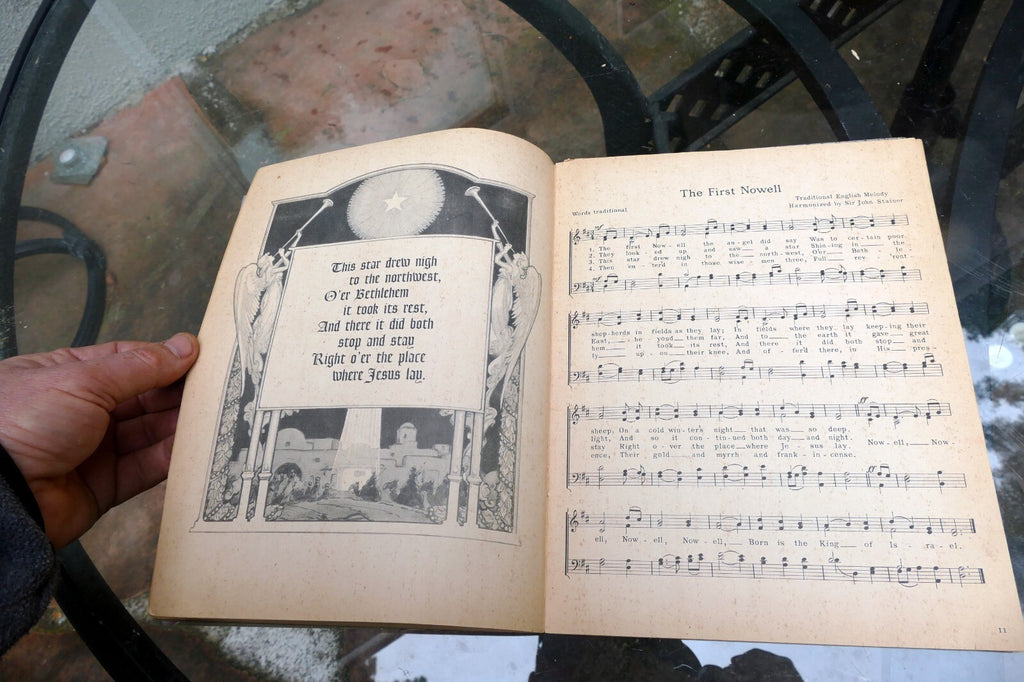 This star drew nigh
to the northwest,
O'er Bethlehem
it took its rest,
And there it did both
stop and stay
Right o'er the place
where Jesus lay.
The First Nowell
Words traditional
Traditional English Melody
Harmonized by Sir John Stainer
1. The first Now - ell the an - gel did say Was to cer - tain poor
2. They look - ed up and saw a star Shin - ing in the
3. This star drew nigh to the north - west, O'er Beth - le -
4. Then en - ter'd in those wise men three, Full rev - 'rent -
shep - herds in fields as they lay; In fields where they lay keep - ing their
East, be - yond them far, And to the earth it gave great
hem it took its rest, And there it did both stop and
ly up - on their knee, And of - fer'd there, in His pres -
sheep, On a cold win - ter's night that was so deep.
light, And so it con - tin - ued both day and night.
stay Right o - ver the place where Je - sus lay. Now - ell, Now -
ence, Their gold and myrrh and frank - in - cense.
ell, Now - ell, Now - ell, Born is the King of Is - ra - el.
11